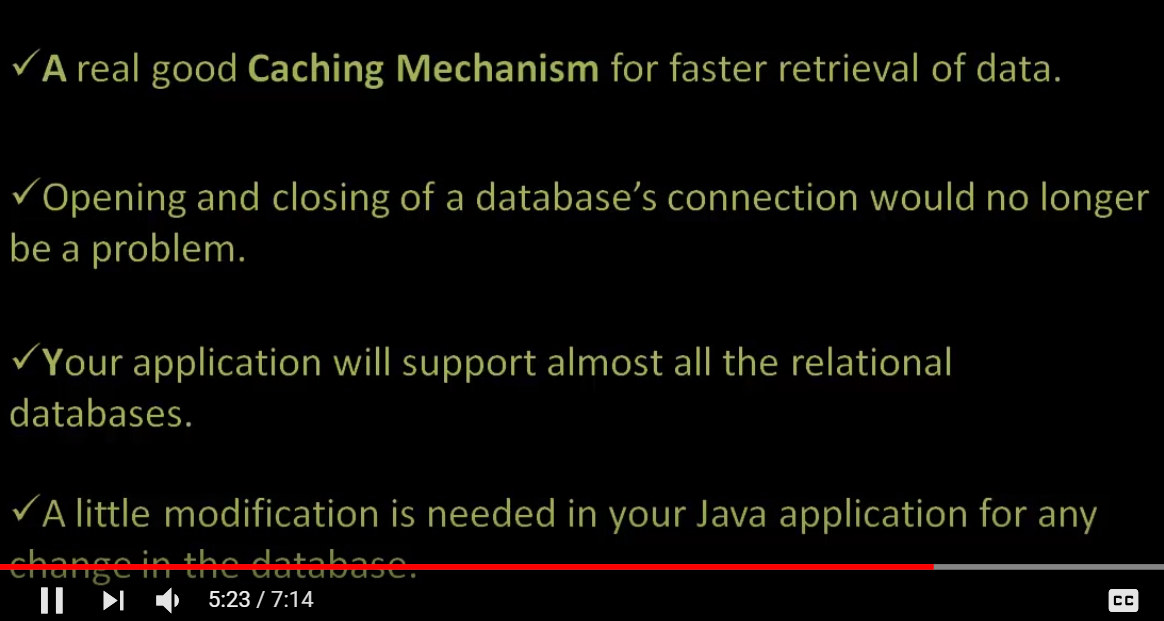 ✓A real good Caching Mechanism for faster retrieval of data.
✓Opening and closing of a database’s connection would no longer
be a problem.
✓Your application will support almost all the relational
databases.
✓A little modification is needed in your Java application for any
change in the database.
5:23 / 7:14
CC